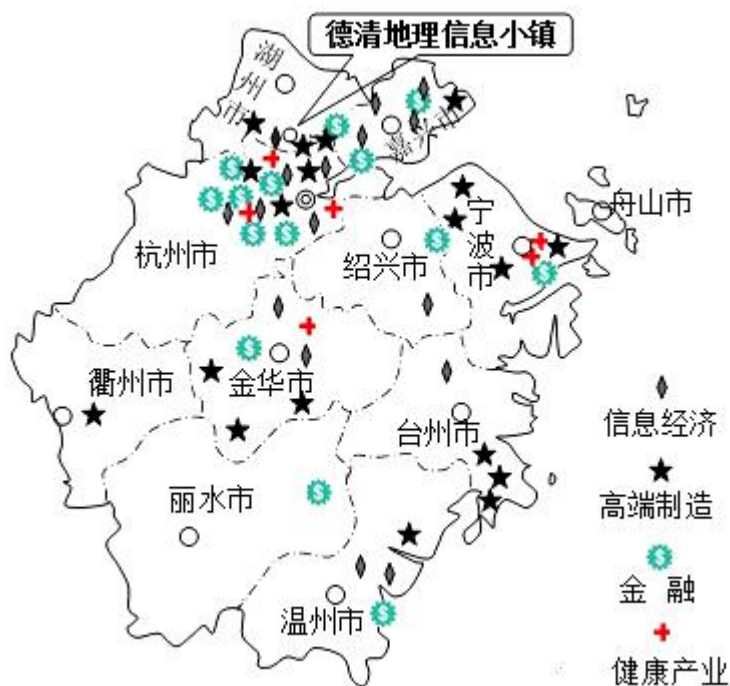 德清地理信息小镇
湖州市
嘉兴市
舟山市
宁波市
杭州市
绍兴市
衢州市
金华市
台州市
丽水市
温州市
信息经济
高端制造
金 融
健康产业